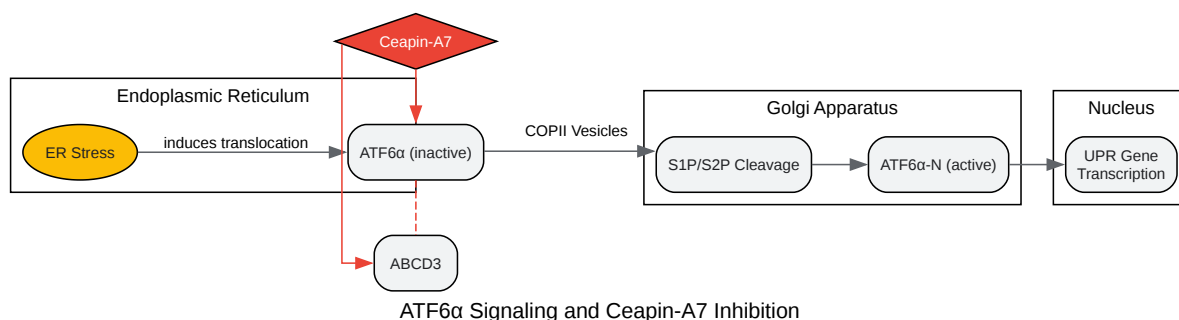 Ceapin-A7
Endoplasmic Reticulum
ER Stress
induces translocation
ATF6α (inactive)
COPII Vesicles
Golgi Apparatus
S1P/S2P Cleavage
ATF6α-N (active)
Nucleus
UPR Gene
Transcription
ABCD3
ATF6α Signaling and Ceapin-A7 Inhibition